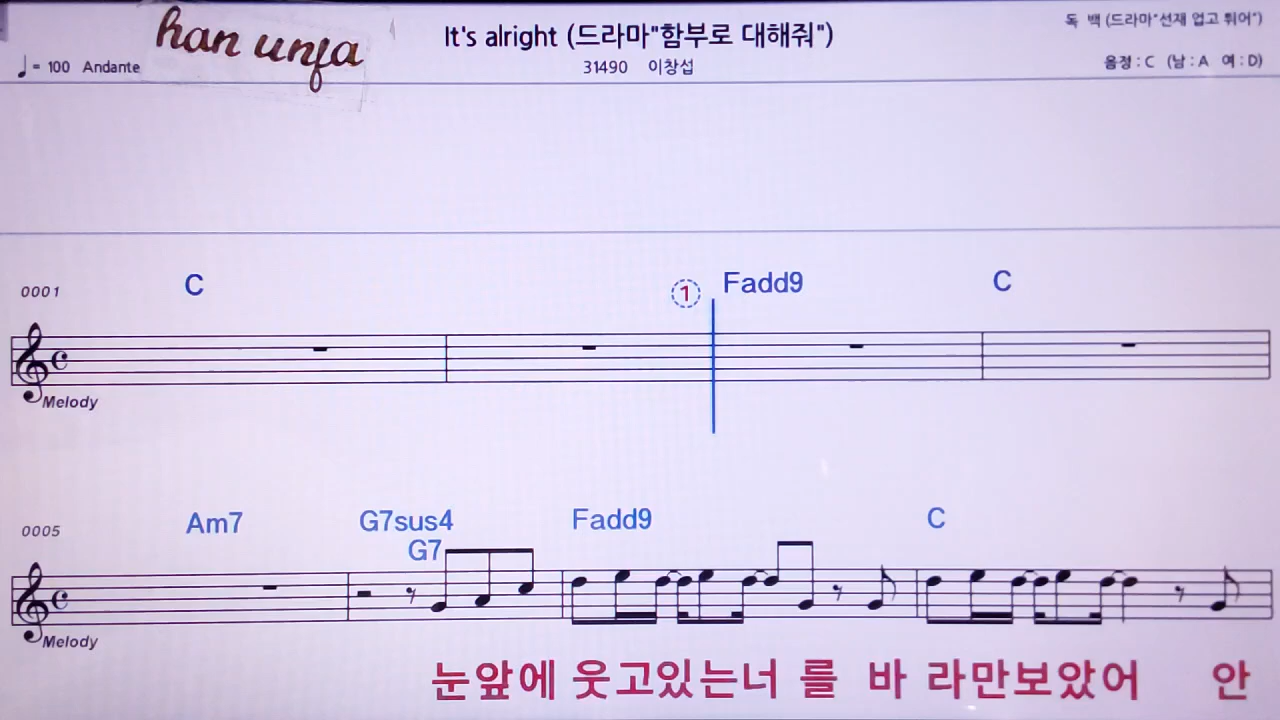 han unja
It's alright (드라마"함부로 대해줘")
독 백 (드라마"선재 업고 튀어")
♩= 100 Andante
31490 이창섭
음정 : C (남 : A 여 : D)
0001 C ① Fadd9 C
Melody
0005 Am7 G7sus4 Fadd9 C
G7
Melody
눈앞에 웃고있는너 를 바 라만보았어 안